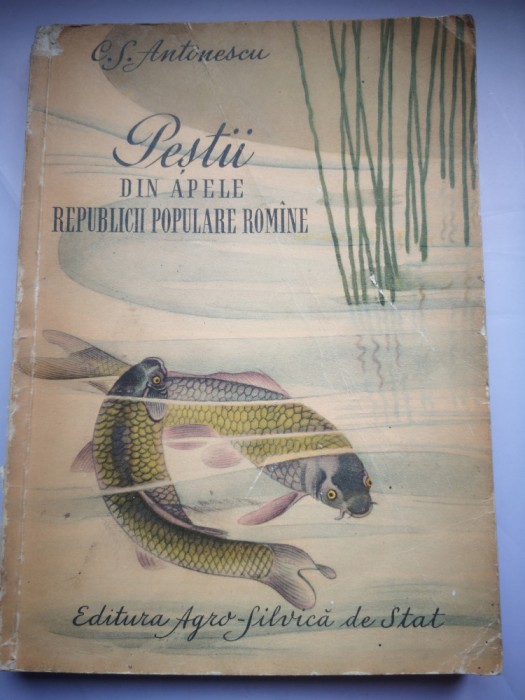 C. S. Antonescu
Peștii
DIN APELE
REPUBLICII POPULARE ROMÎNE
Editura Agro-Silvică de Stat